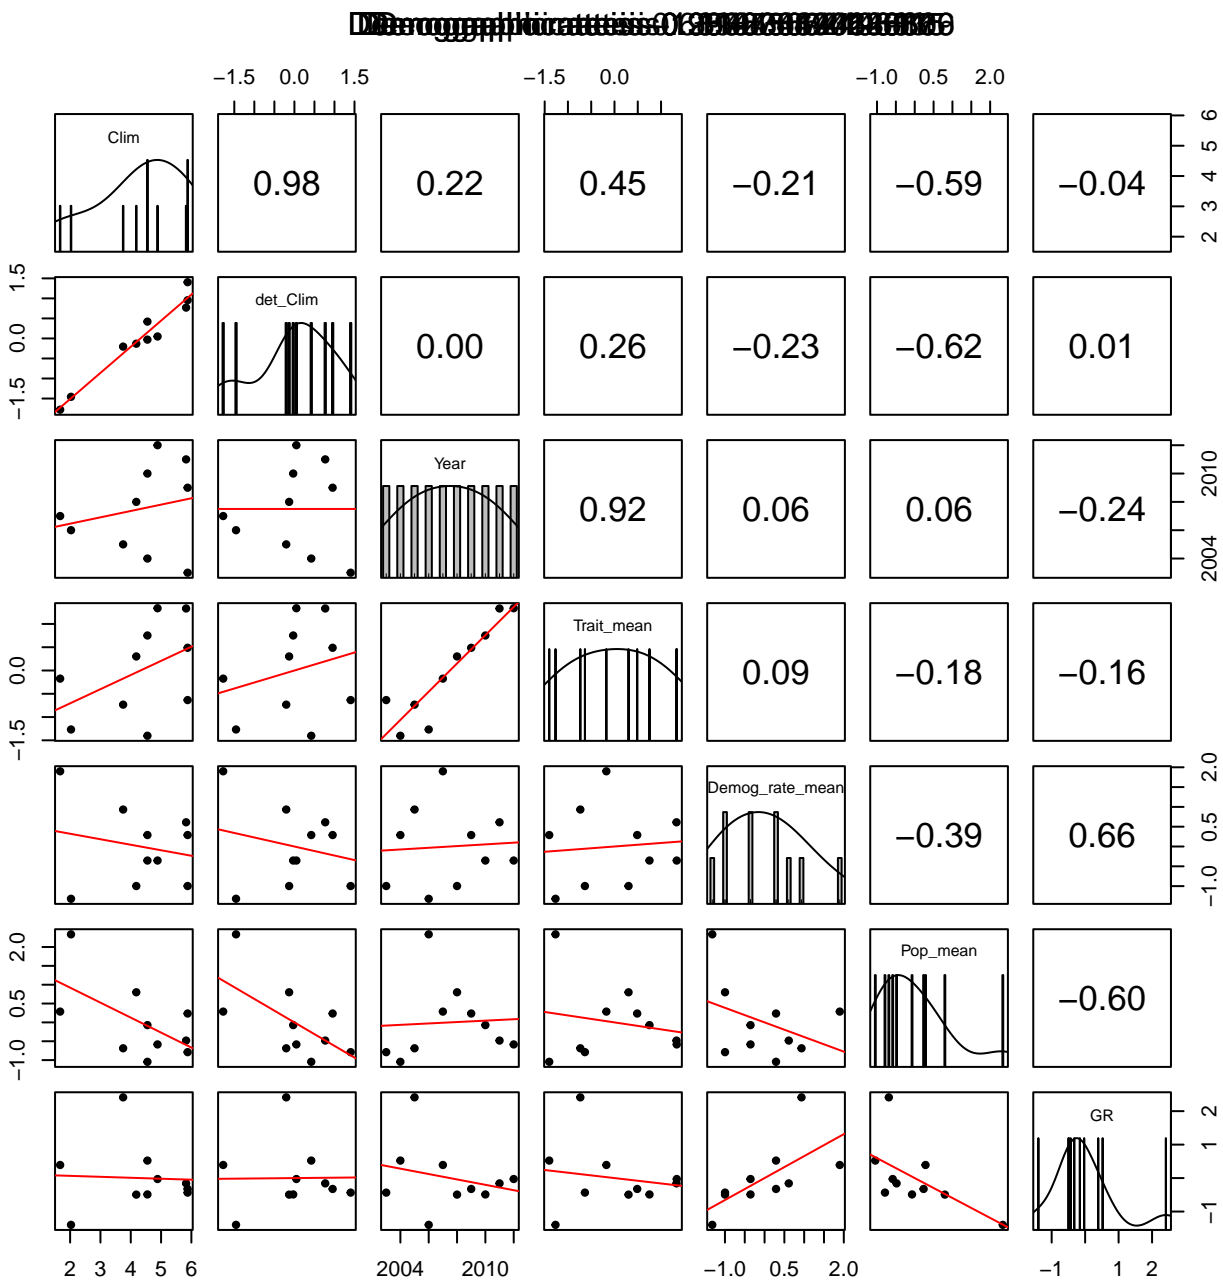 −1.5 0.0 1.5 −1.5 0.0 −1.0 0.5 2.0
Clim 0.98 0.22 0.45 −0.21 −0.59 −0.04 2 3 4 5 6
−1.5 0.0 1.5 det_Clim 0.00 0.26 −0.23 −0.62 0.01
Year 0.92 0.06 0.06 −0.24 2004 2010
−1.5 0.0 Trait_mean 0.09 −0.18 −0.16
Demog_rate_mean −0.39 0.66 −1.0 0.5 2.0
−1.0 0.5 2.0 Pop_mean −0.60
GR −1 1 2
2 3 4 5 6 2004 2010 −1.0 0.5 2.0 −1 1 2